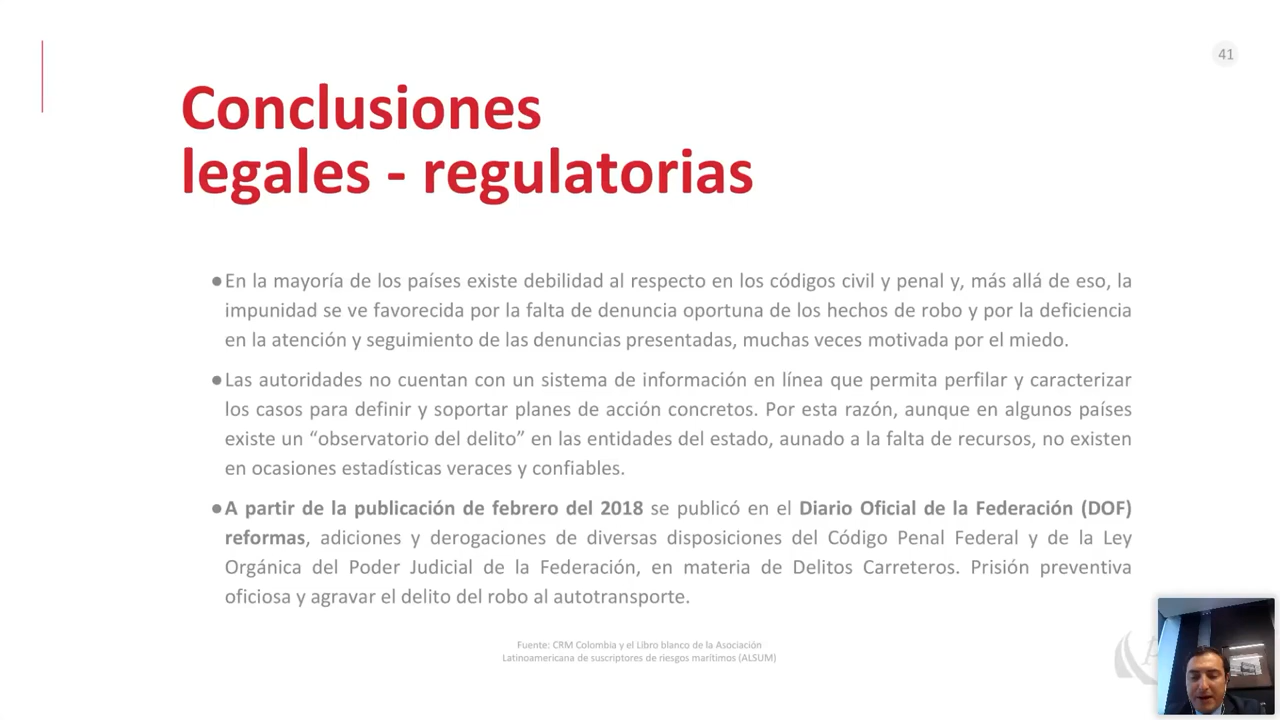 41
Conclusiones
legales - regulatorias
●En la mayoría de los países existe debilidad al respecto en los códigos civil y penal y, más allá de eso, la
impunidad se ve favorecida por la falta de denuncia oportuna de los hechos de robo y por la deficiencia
en la atención y seguimiento de las denuncias presentadas, muchas veces motivada por el miedo.
●Las autoridades no cuentan con un sistema de información en línea que permita perfilar y caracterizar
los casos para definir y soportar planes de acción concretos. Por esta razón, aunque en algunos países
existe un “observatorio del delito” en las entidades del estado, aunado a la falta de recursos, no existen
en ocasiones estadísticas veraces y confiables.
●A partir de la publicación de febrero del 2018 se publicó en el Diario Oficial de la Federación (DOF)
reformas, adiciones y derogaciones de diversas disposiciones del Código Penal Federal y de la Ley
Orgánica del Poder Judicial de la Federación, en materia de Delitos Carreteros. Prisión preventiva
oficiosa y agravar el delito del robo al autotransporte.
Fuente: CRM Colombia y el Libro blanco de la Asociación
Latinoamericana de suscriptores de riesgos marítimos (ALSUM)